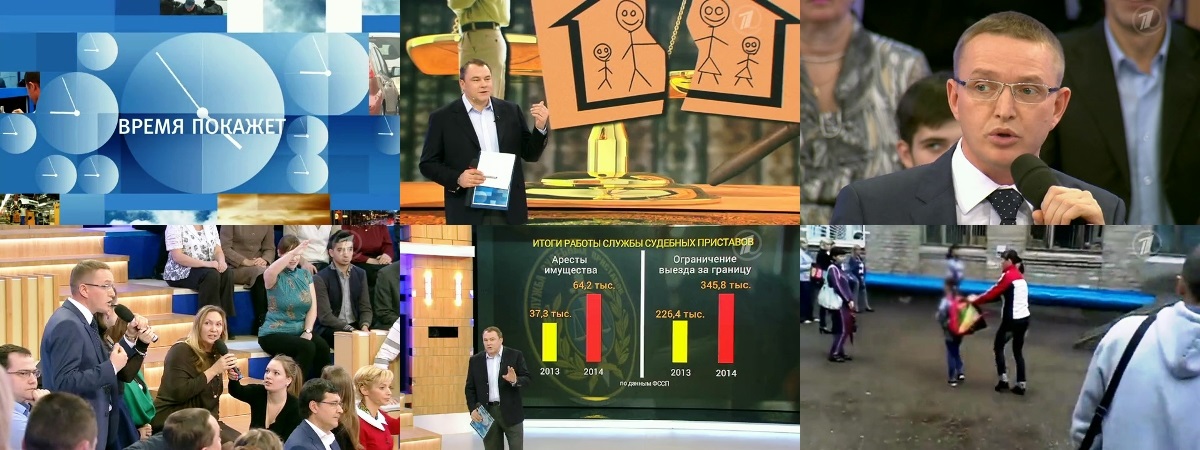 ВРЕМЯ ПОКАЖЕТ
ИТОГИ РАБОТЫ СЛУЖБЫ СУДЕБНЫХ ПРИСТАВОВ
Аресты
имущества
64,2 тыс.
37,3 тыс.
2013
2014
Ограничение
выезда за границу
345,8 тыс.
226,4 тыс.
2013
2014
по данным ФССП